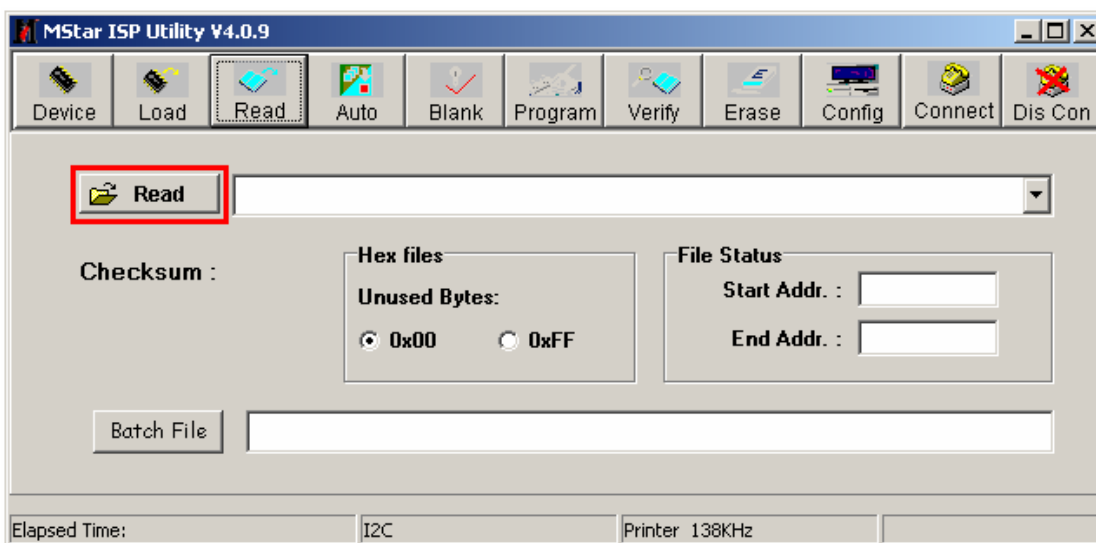 MStar ISP Utility V4.0.9
Device Load Read Auto Blank Program Verify Erase Config Connect Dis Con
Read
Checksum :
Hex files
Unused Bytes:
0x00 0xFF
File Status
Start Addr. :
End Addr. :
Batch File
Elapsed Time: I2C Printer 138KHz